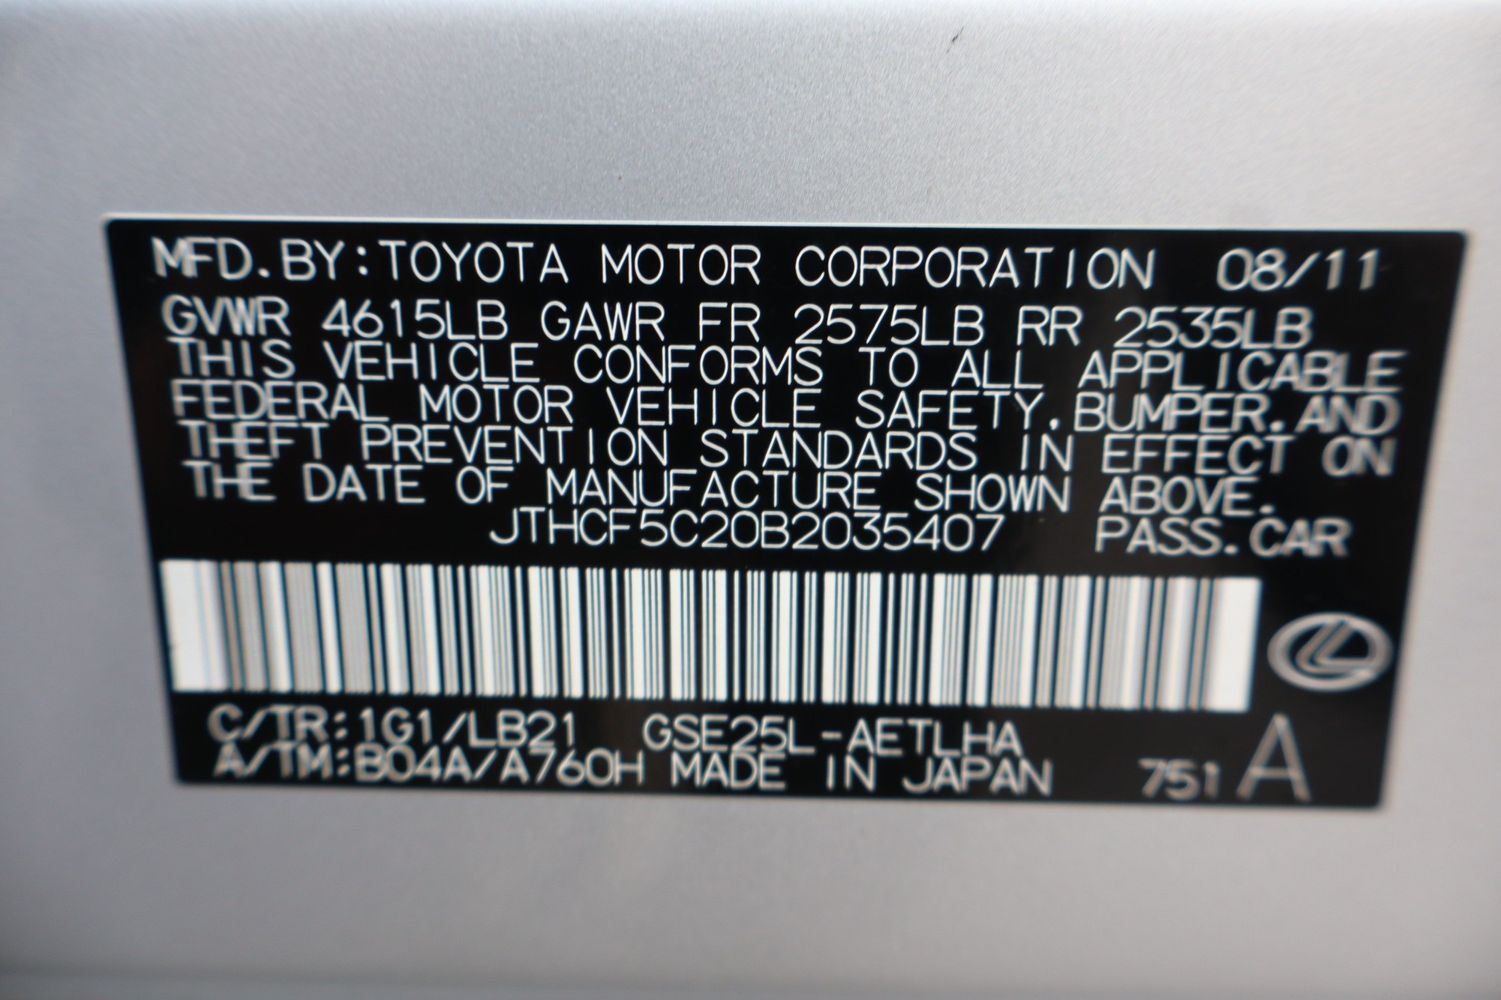 MFD.BY:TOYOTA MOTOR CORPORATION 08/11
GVWR 4615LB GAWR FR 2575LB RR 2535LB
THIS VEHICLE CONFORMS TO ALL APPLICABLE
FEDERAL MOTOR VEHICLE SAFETY,BUMPER,AND
THEFT PREVENTION STANDARDS IN EFFECT ON
THE DATE OF MANUFACTURE SHOWN ABOVE.
JTHCF5C20B2035407 PASS.CAR
C/TR:1G1/LB21 GSE25L-AETLHA
A/TM:B04A/A760H MADE IN JAPAN 751 A